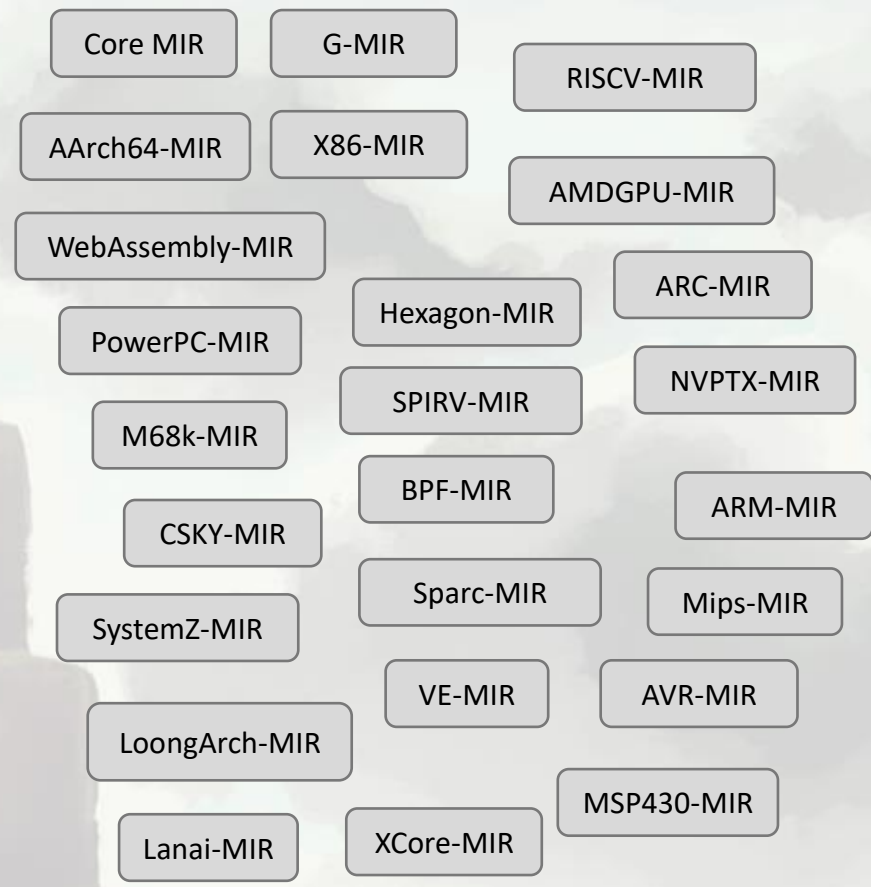 Core MIR
G-MIR
RISCV-MIR
AArch64-MIR
X86-MIR
AMDGPU-MIR
WebAssembly-MIR
ARC-MIR
Hexagon-MIR
PowerPC-MIR
NVPTX-MIR
SPIRV-MIR
M68k-MIR
BPF-MIR
ARM-MIR
CSKY-MIR
Sparc-MIR
Mips-MIR
SystemZ-MIR
VE-MIR
AVR-MIR
LoongArch-MIR
MSP430-MIR
Lanai-MIR
XCore-MIR